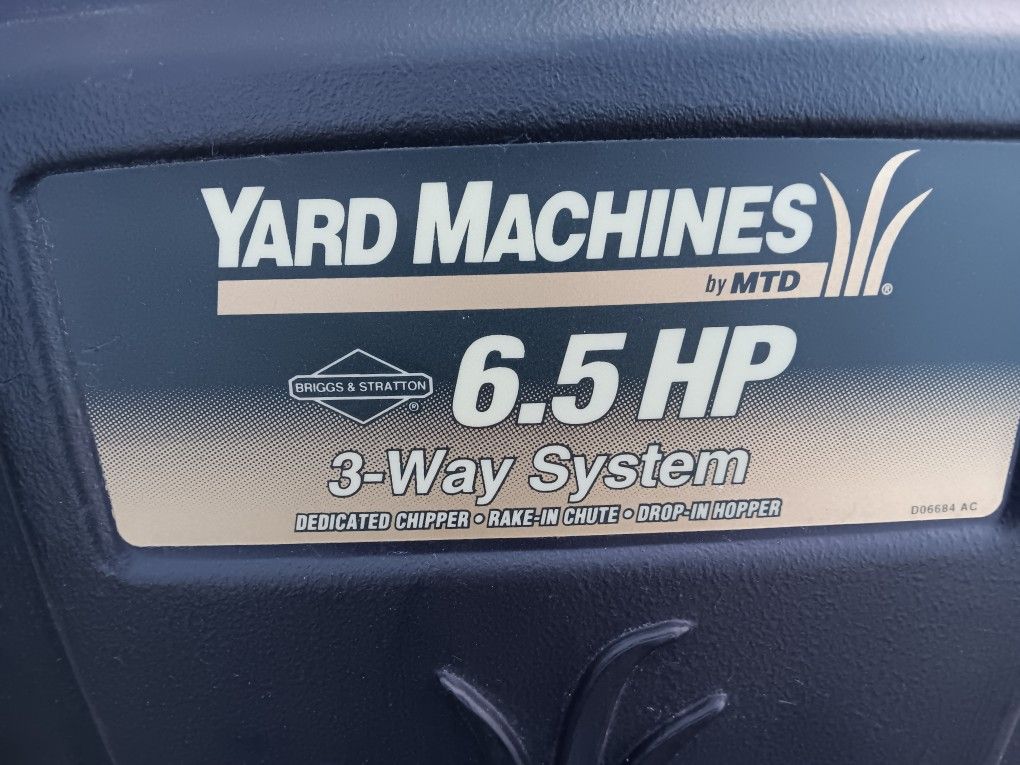 YARD MACHINES
by MTD
®
BRIGGS & STRATTON
®
6.5 HP
3-Way System
DEDICATED CHIPPER • RAKE-IN CHUTE • DROP-IN HOPPER
D06684 AC